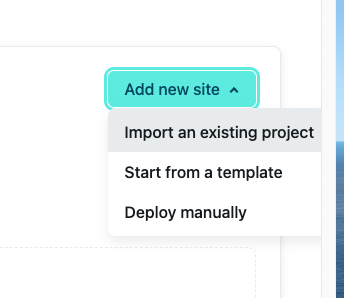 Add new site
Import an existing project
Start from a template
Deploy manually